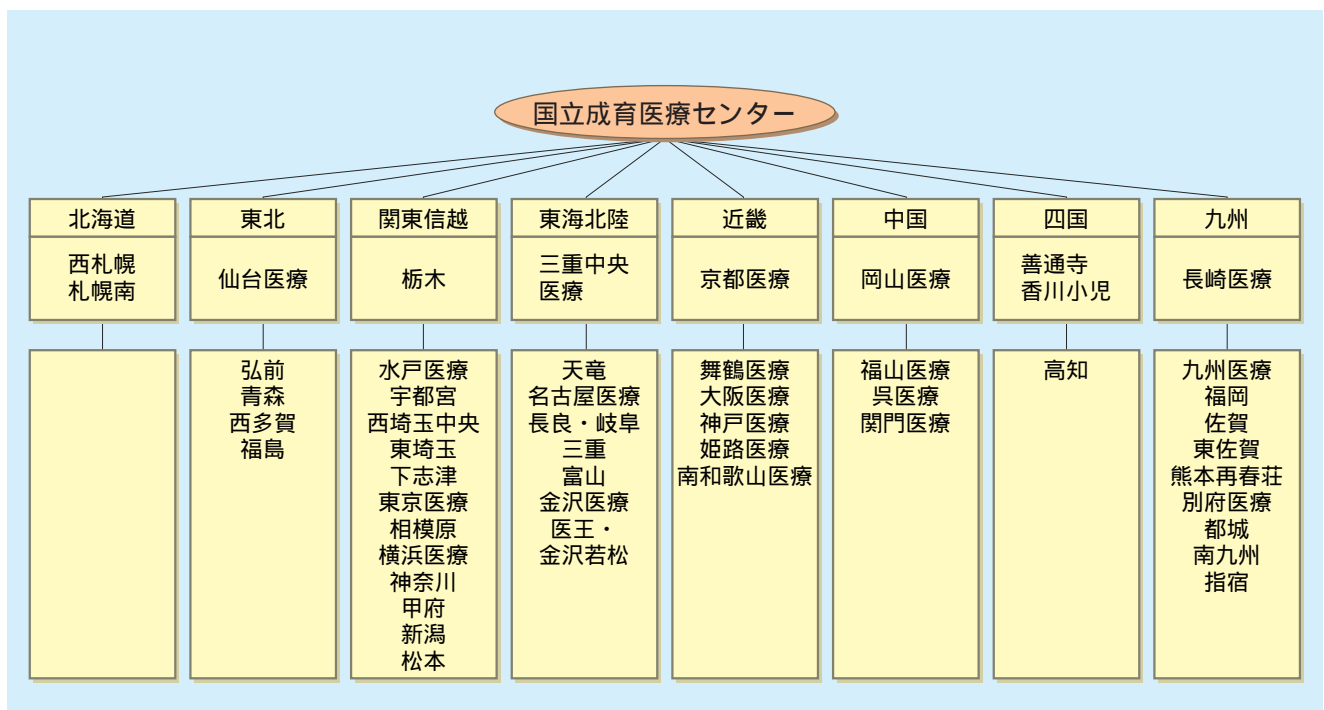 国立成育医療センター
北海道
西札幌
札幌南
東北
仙台医療
弘前
青森
西多賀
福島
関東信越
栃木
水戸医療
宇都宮
西埼玉中央
東埼玉
下志津
東京医療
相模原
横浜医療
神奈川
甲府
新潟
松本
東海北陸
三重中央
医療
天竜
名古屋医療
長良・岐阜
三重
富山
金沢医療
医王・
金沢若松
近畿
京都医療
舞鶴医療
大阪医療
神戸医療
姫路医療
南和歌山医療
中国
岡山医療
福山医療
呉医療
関門医療
四国
善通寺
香川小児
高知
九州
長崎医療
九州医療
福岡
佐賀
東佐賀
熊本再春荘
別府医療
都城
南九州
指宿